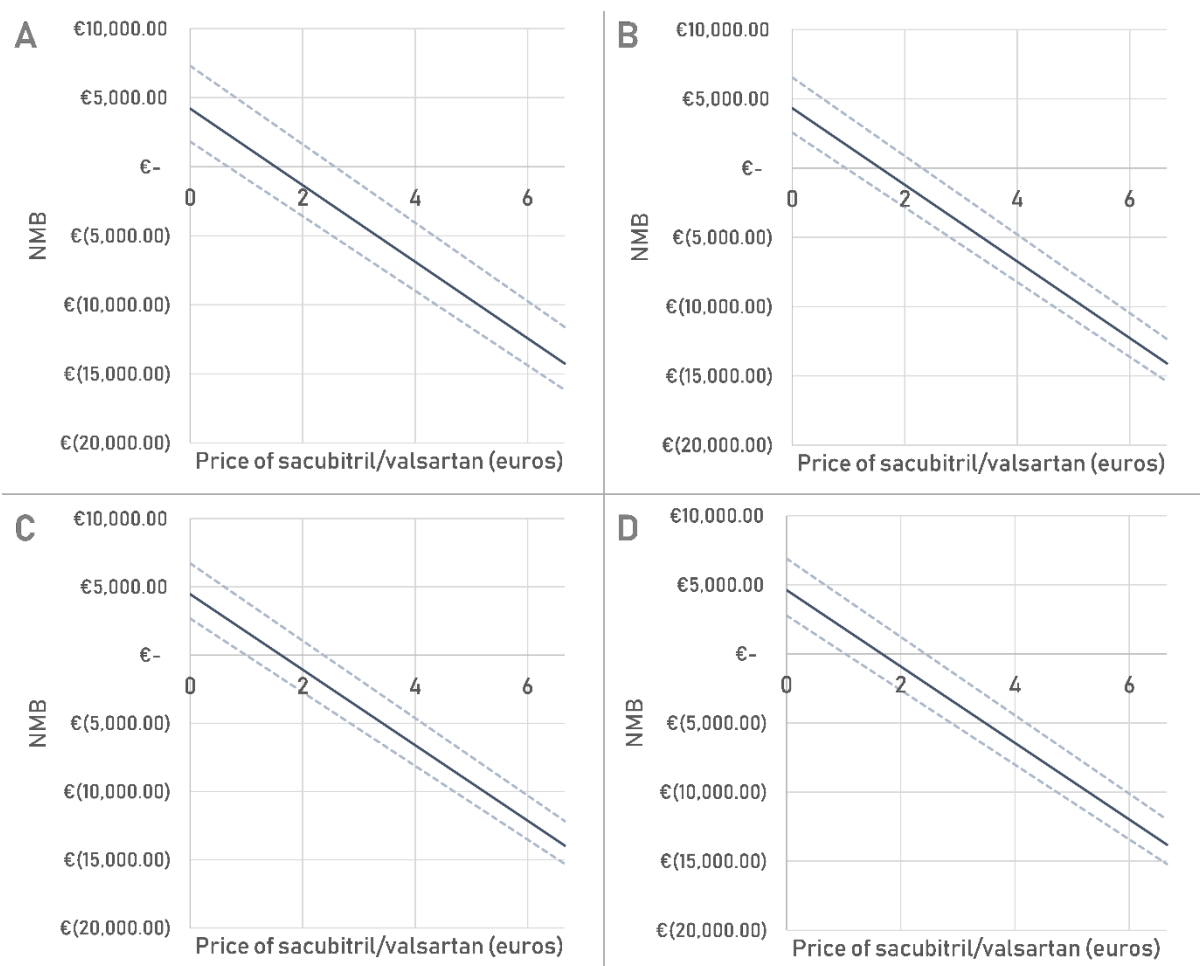 A
€10,000.00
€5,000.00
€-
€(5,000.00)
€(10,000.00)
€(15,000.00)
€(20,000.00)
NMB
0 2 4 6
Price of sacubitril/valsartan (euros)
B
€10,000.00
€5,000.00
€-
€(5,000.00)
€(10,000.00)
€(15,000.00)
€(20,000.00)
NMB
0 2 4 6
Price of sacubitril/valsartan (euros)
C
€10,000.00
€5,000.00
€-
€(5,000.00)
€(10,000.00)
€(15,000.00)
€(20,000.00)
NMB
0 2 4 6
Price of sacubitril/valsartan (euros)
D
€10,000.00
€5,000.00
€-
€(5,000.00)
€(10,000.00)
€(15,000.00)
€(20,000.00)
NMB
0 2 4 6
Price of sacubitril/valsartan (euros)